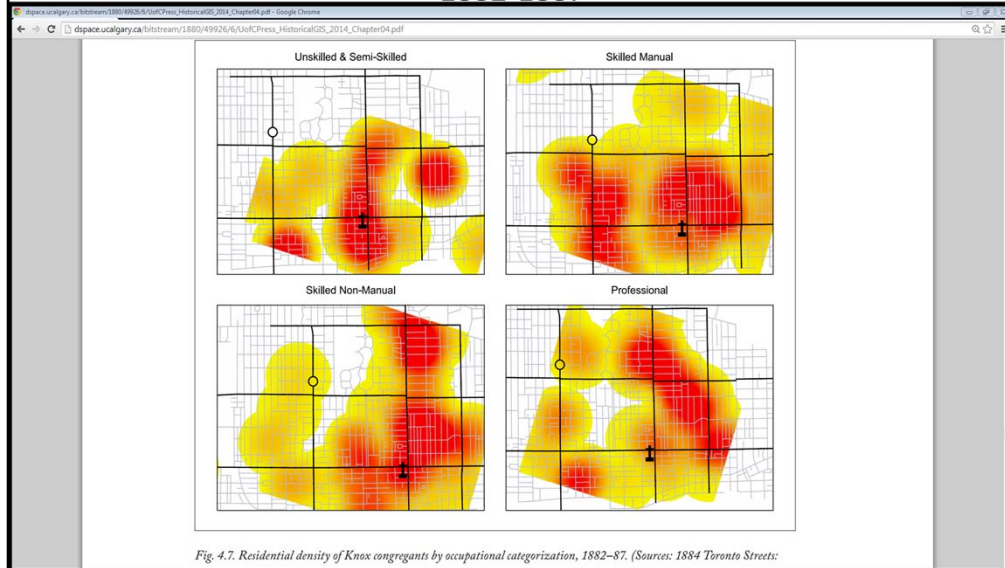 dspace.ucalgary.ca/bitstream/1880/49926/6/UofCPress_HistoricalGIS_2014_Chapter04.pdf - Google Chrome
dspace.ucalgary.ca/bitstream/1880/49926/6/UofCPress_HistoricalGIS_2014_Chapter04.pdf
Unskilled & Semi-Skilled
Skilled Manual
Skilled Non-Manual
Professional
Fig. 4.7. Residential density of Knox congregants by occupational categorization, 1882–87. (Sources: 1884 Toronto Streets: